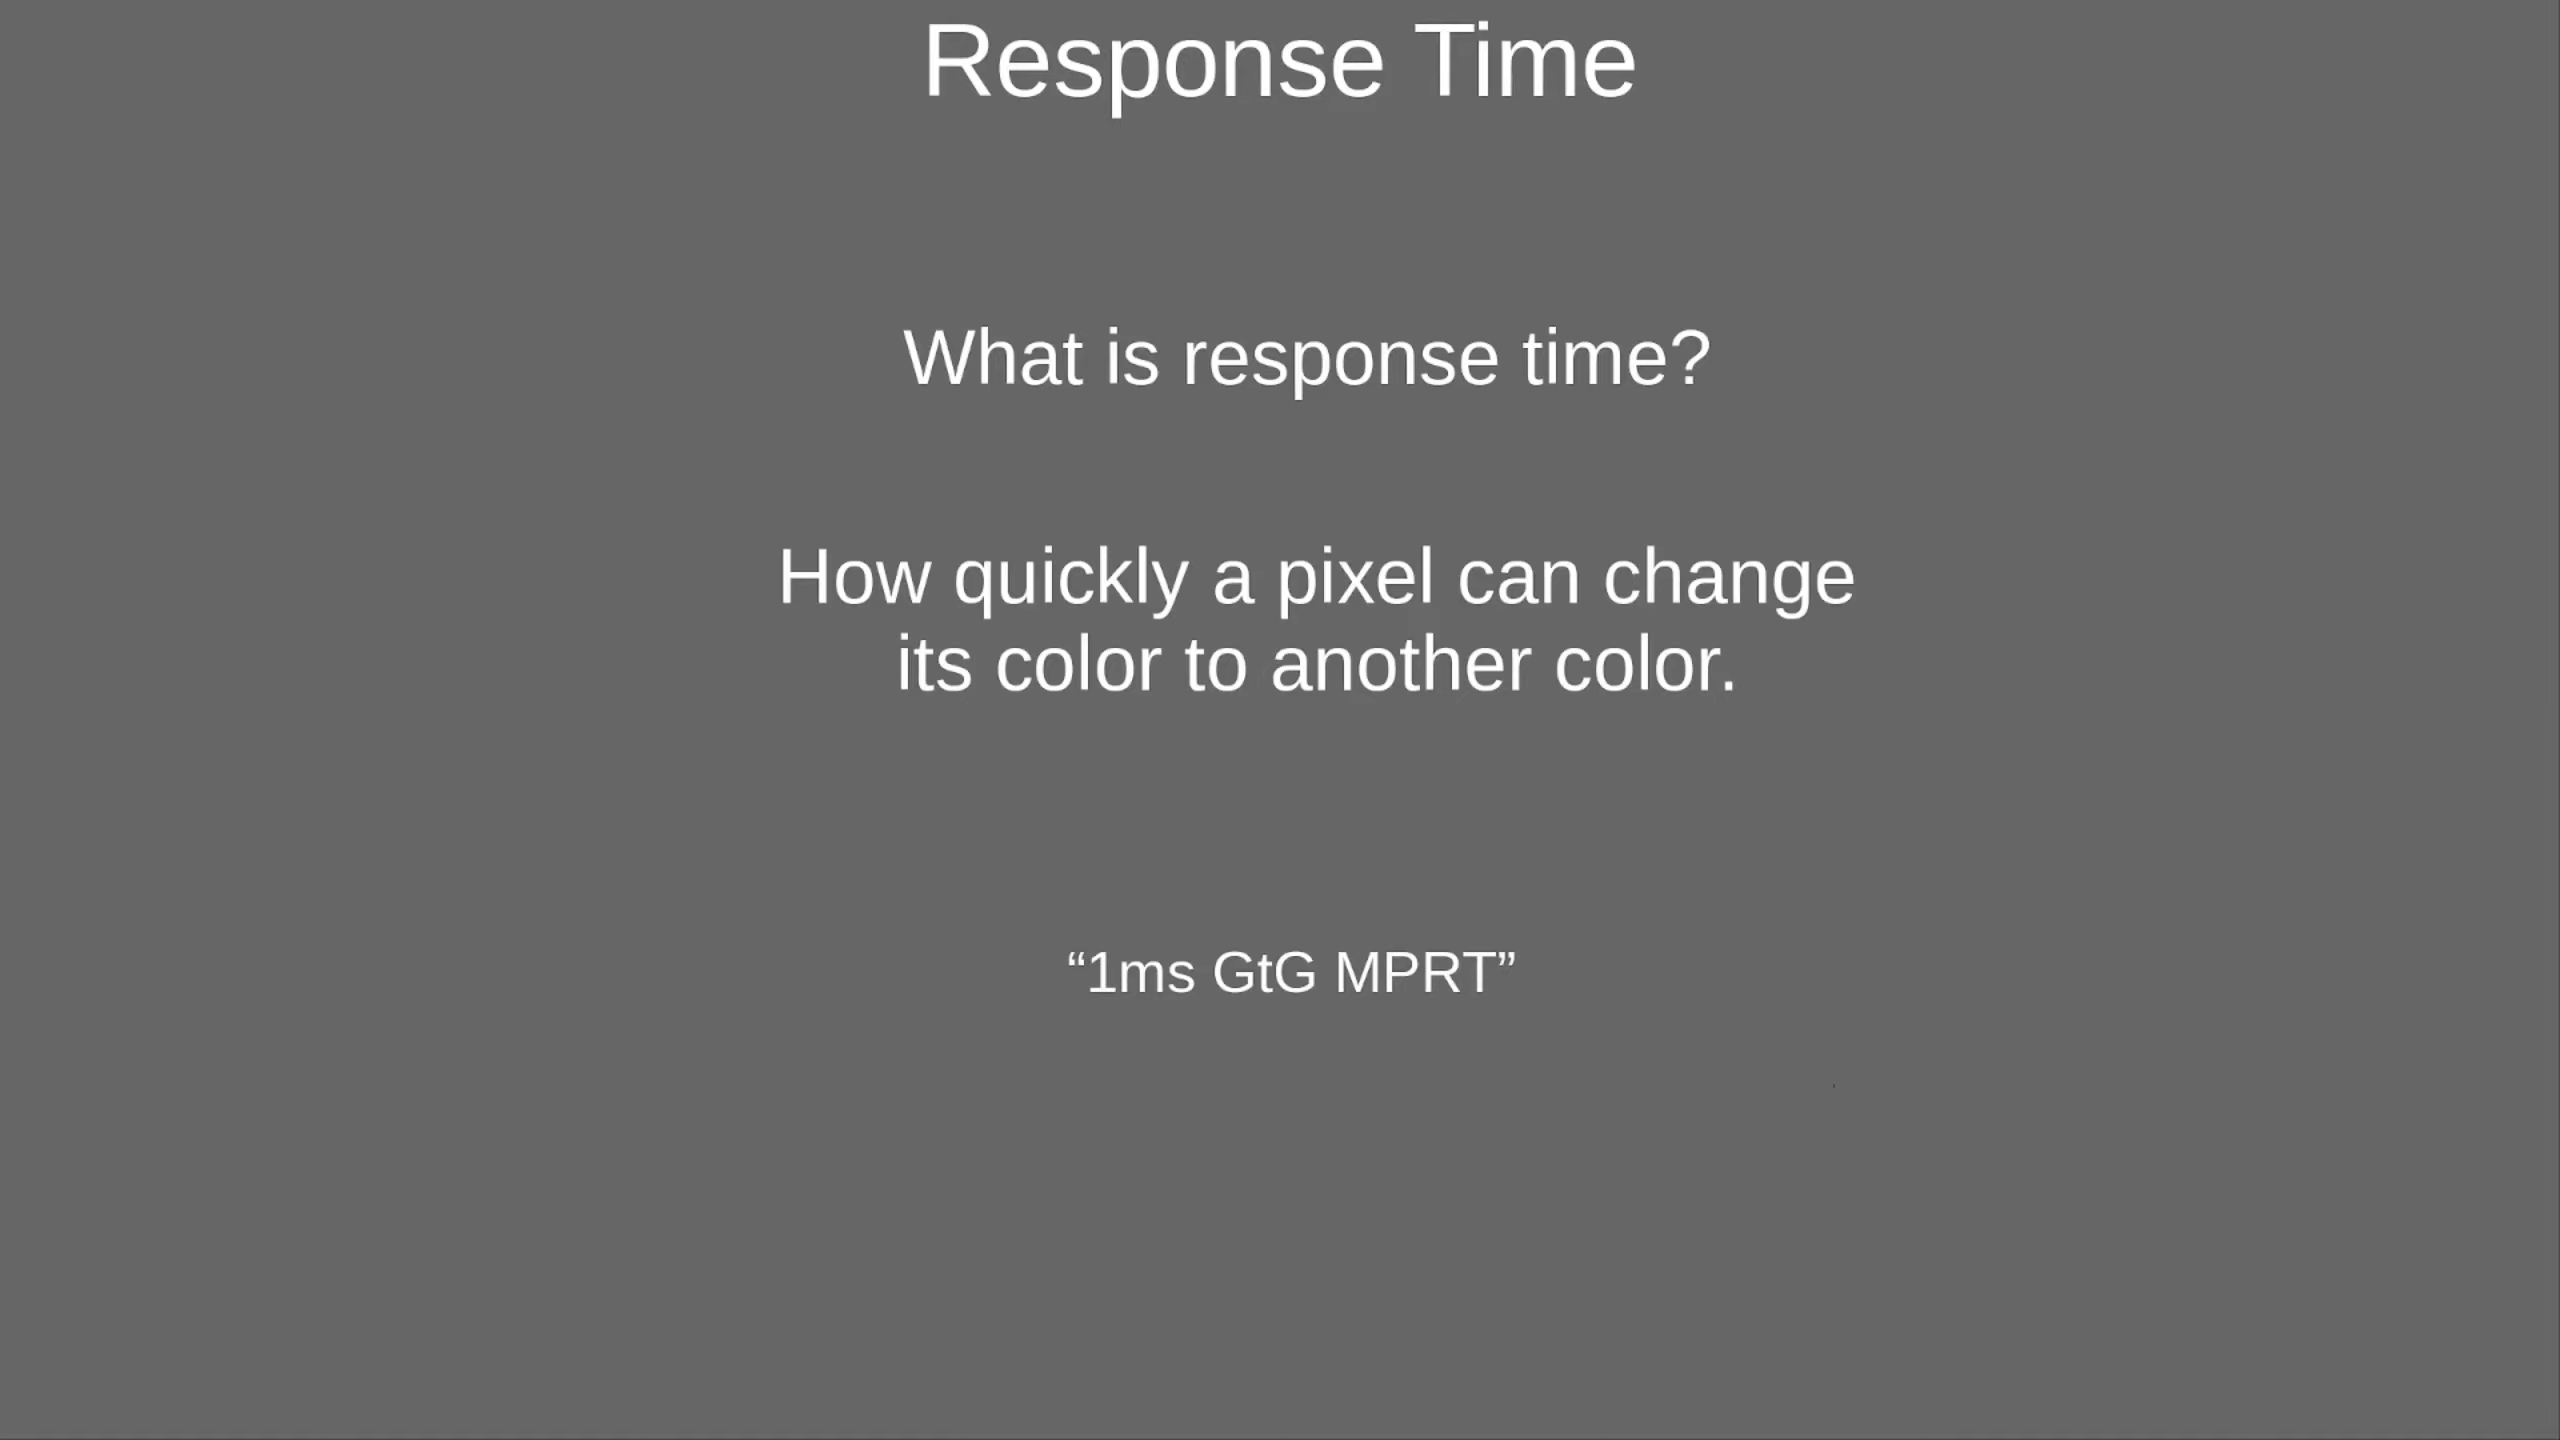 Response Time
What is response time?
How quickly a pixel can change
its color to another color.
“1ms GtG MPRT”